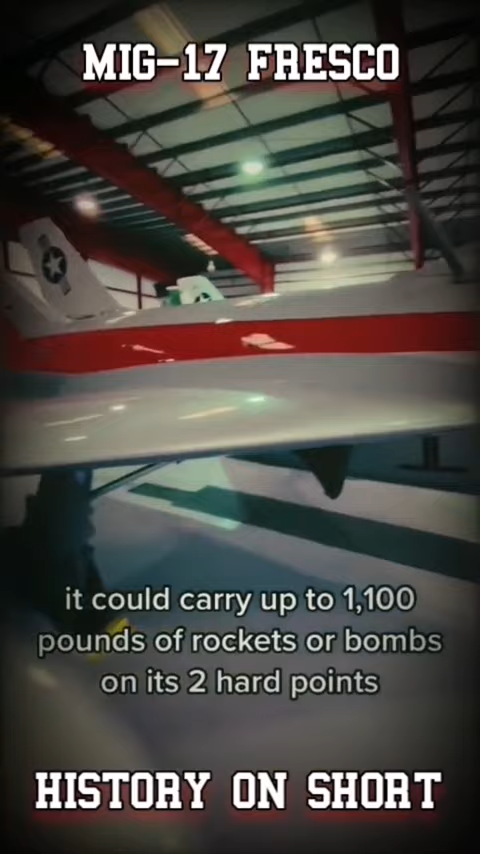 MIG-17 FRESCO
it could carry up to 1,100
pounds of rockets or bombs
on its 2 hard points
HISTORY ON SHORT